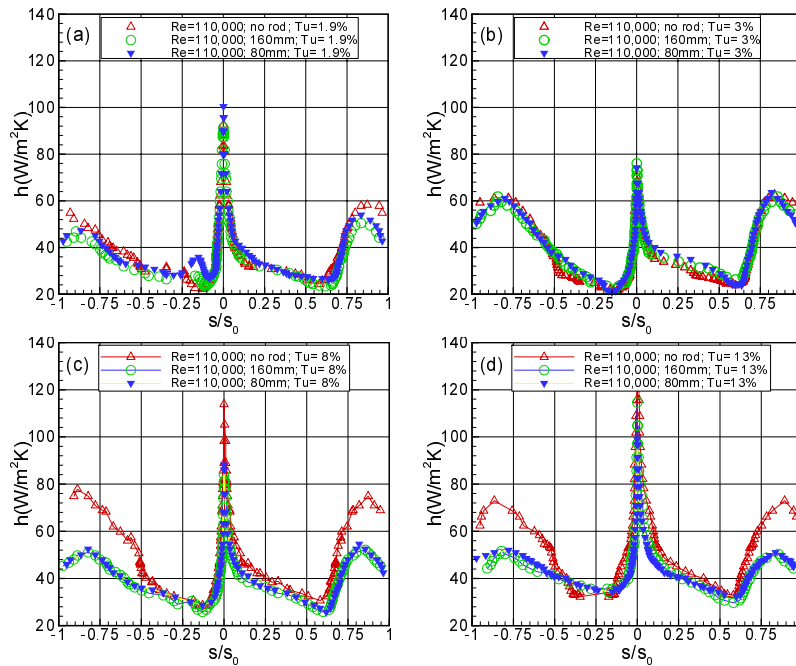 (a)
Re=110,000; no rod; Tu=1.9%
Re=110,000; 160mm; Tu= 1.9%
Re=110,000; 80mm; Tu= 1.9%
140
120
100
80
60
40
20
h(W/m²K)
-1 -0.75 -0.5 -0.25 0 0.25 0.5 0.75 1
s/s₀
(b)
Re=110,000; no rod; Tu= 3%
Re=110,000; 160mm; Tu= 3%
Re=110,000; 80mm; Tu= 3%
140
120
100
80
60
40
20
h(W/m²K)
-1 -0.75 -0.5 -0.25 0 0.25 0.5 0.75
s/s₀
(c)
Re=110,000; no rod; Tu= 8%
Re=110,000; 160mm; Tu= 8%
Re=110,000; 80mm; Tu= 8%
140
120
100
80
60
40
20
h(W/m²K)
-1 -0.75 -0.5 -0.25 0 0.25 0.5 0.75 1
s/s₀
(d)
Re=110,000; no rod; Tu= 13%
Re=110,000; 160mm; Tu= 13%
Re=110,000; 80mm; Tu=13%
140
120
100
80
60
40
20
h(W/m²K)
-1 -0.75 -0.5 -0.25 0 0.25 0.5 0.75
s/s₀